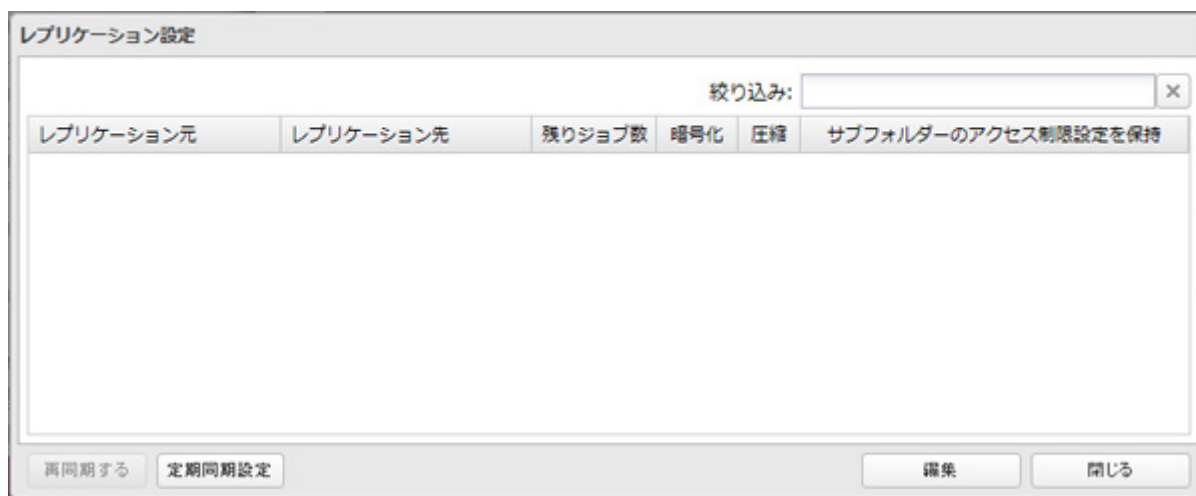 レプリケーション設定
絞り込み:
レプリケーション元 レプリケーション先 残りジョブ数 暗号化 圧縮 サブフォルダーのアクセス制限設定を保持
再同期する 定期同期設定 編集 閉じる